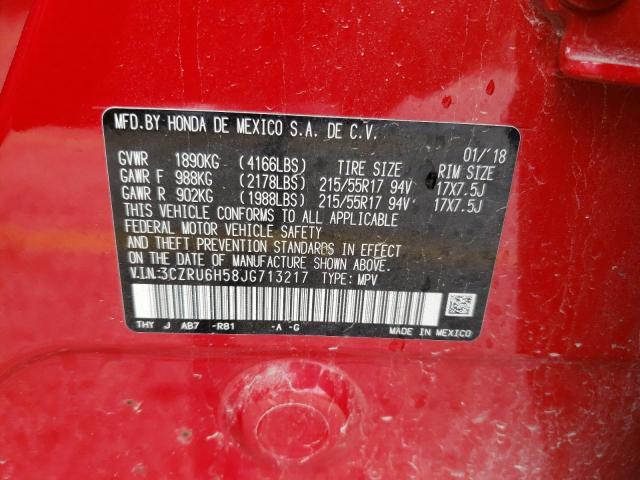 MFD.BY HONDA DE MEXICO S.A. DE C.V.
01/'18
GVWR 1890KG (4166LBS) TIRE SIZE RIM SIZE
GAWR F 988KG (2178LBS) 215/55R17 94V 17X7.5J
GAWR R 902KG (1988LBS) 215/55R17 94V 17X7.5J
THIS VEHICLE CONFORMS TO ALL APPLICABLE
FEDERAL MOTOR VEHICLE SAFETY
AND THEFT PREVENTION STANDARDS IN EFFECT
ON THE DATE OF MANUFACTURE SHOWN ABOVE.
V.I.N:3CZRU6H58JG713217 TYPE: MPV
THY J AB7 -R81 -A -G MADE IN MEXICO